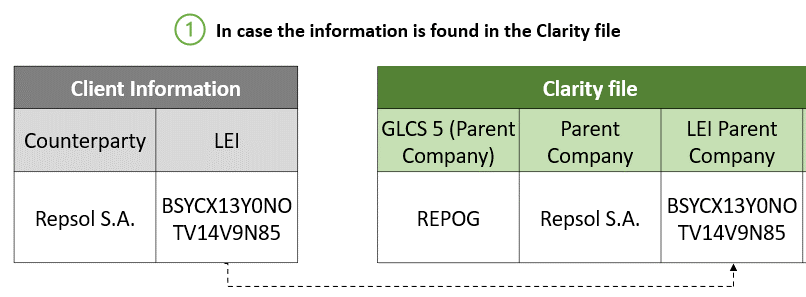 1 In case the information is found in the Clarity file
Client Information
Counterparty LEI
Repsol S.A. BSYCX13Y0NO
TV14V9N85
Clarity file
GLCS 5 (Parent
Company)
Parent
Company
LEI Parent
Company
REPOG Repsol S.A. BSYCX13Y0NO
TV14V9N85